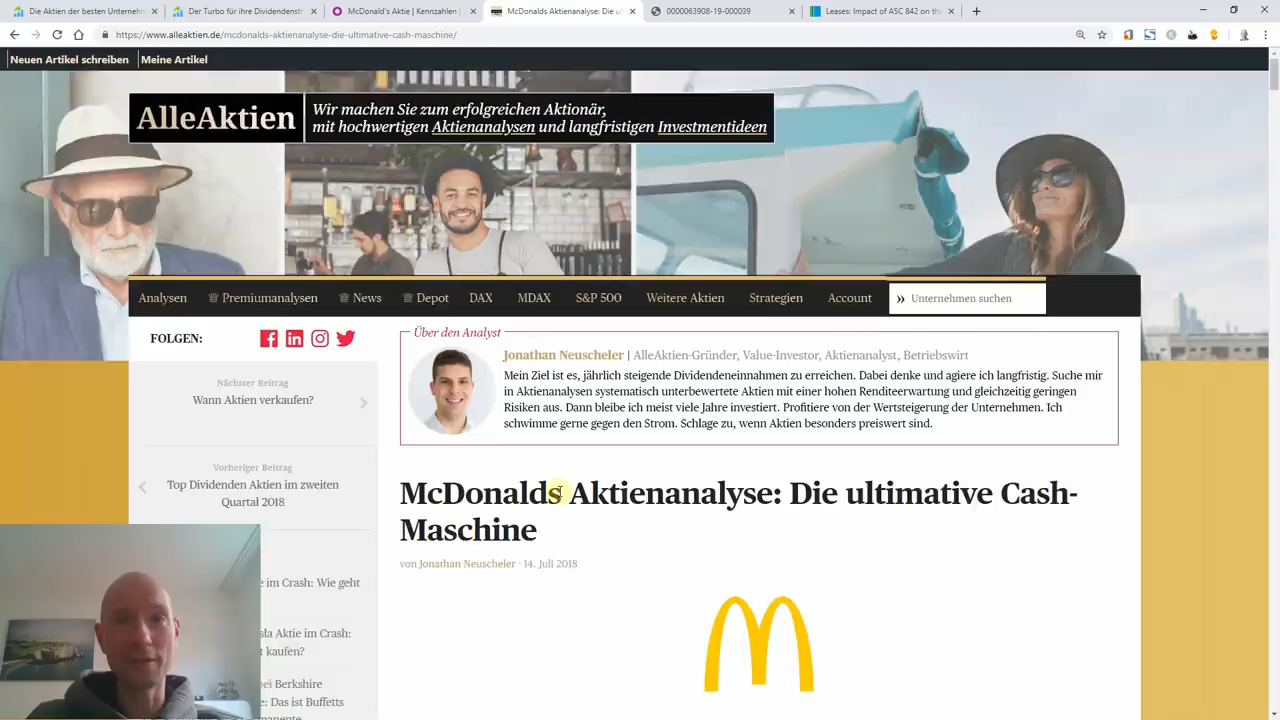 Die Aktien der besten Unternehm
Der Turbo für ihre Dividendenst
McDonald's Aktie | Kennzahlen |
McDonalds Aktienanalyse: Die ul
0000063908-19-000039
Leases: Impact of ASC 842 on th
https://www.alleaktien.de/mcdonalds-aktienanalyse-die-ultimative-cash-maschine/
Neuen Artikel schreiben
Meine Artikel
AlleAktien
Wir machen Sie zum erfolgreichen Aktionär,
mit hochwertigen Aktienanalysen und langfristigen Investmentideen
Analysen
Premiumanalysen
News
Depot
DAX
MDAX
S&P 500
Weitere Aktien
Strategien
Account
» Unternehmen suchen
FOLGEN:
Nächster Beitrag
Wann Aktien verkaufen?
Vorheriger Beitrag
Top Dividenden Aktien im zweiten
Quartal 2018
e im Crash: Wie geht
sla Aktie im Crash:
t kaufen?
bei Berkshire
e: Das ist Buffetts
Über den Analyst
Jonathan Neuscheler | AlleAktien-Gründer, Value-Investor, Aktienanalyst, Betriebswirt
Mein Ziel ist es, jährlich steigende Dividendeneinnahmen zu erreichen. Dabei denke und agiere ich langfristig. Suche mir
in Aktienanalysen systematisch unterbewertete Aktien mit einer hohen Renditeerwartung und gleichzeitig geringen
Risiken aus. Dann bleibe ich meist viele Jahre investiert. Profitiere von der Wertsteigerung der Unternehmen. Ich
schwimme gerne gegen den Strom. Schlage zu, wenn Aktien besonders preiswert sind.
McDonalds Aktienanalyse: Die ultimative Cash-
Maschine
von Jonathan Neuscheler · 14. Juli 2018